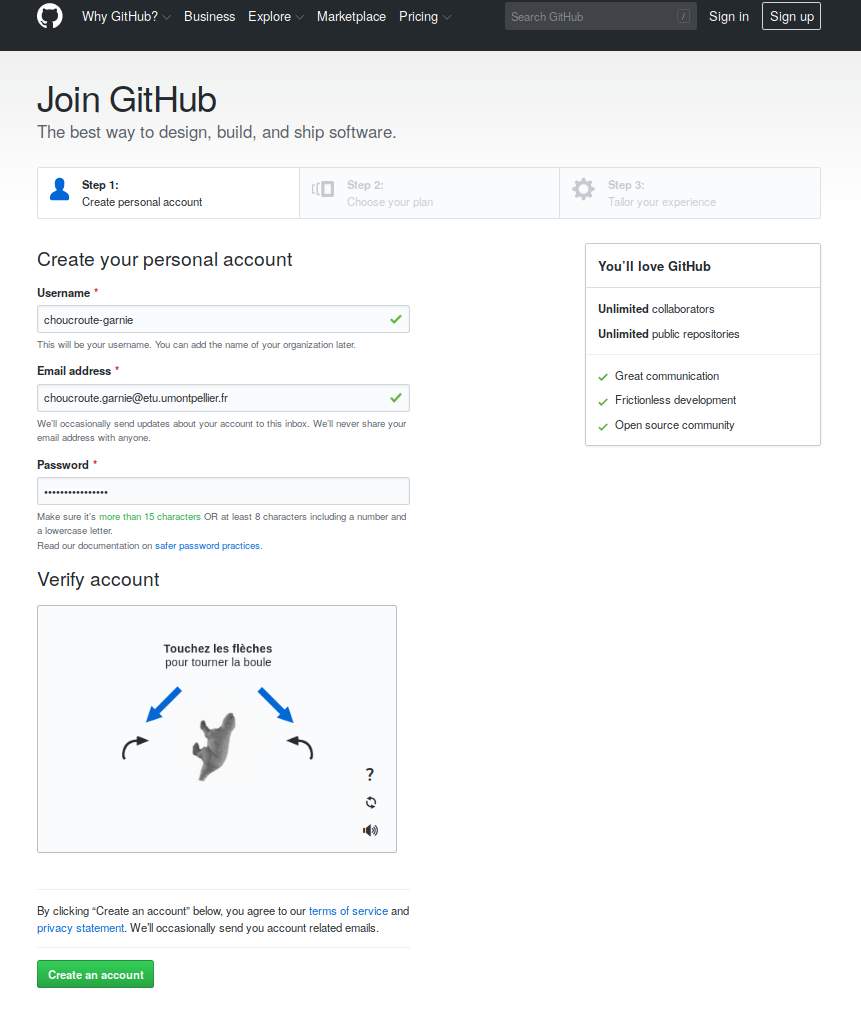 Why GitHub? Business Explore Marketplace Pricing Search GitHub / Sign in Sign up
Join GitHub
The best way to design, build, and ship software.
Step 1:
Create personal account
Step 2:
Choose your plan
Step 3:
Tailor your experience
Create your personal account
Username *
choucroute-garnie
This will be your username. You can add the name of your organization later.
Email address *
choucroute.garnie@etu.umontpellier.fr
We'll occasionally send updates about your account to this inbox. We'll never share your
email address with anyone.
Password *
••••••••••••••••
Make sure it's more than 15 characters OR at least 8 characters including a number and
a lowercase letter.
Read our documentation on safer password practices.
Verify account
Touchez les flèches
pour tourner la boule
?
By clicking “Create an account” below, you agree to our terms of service and
privacy statement. We'll occasionally send you account related emails.
Create an account
You'll love GitHub
Unlimited collaborators
Unlimited public repositories
Great communication
Frictionless development
Open source community